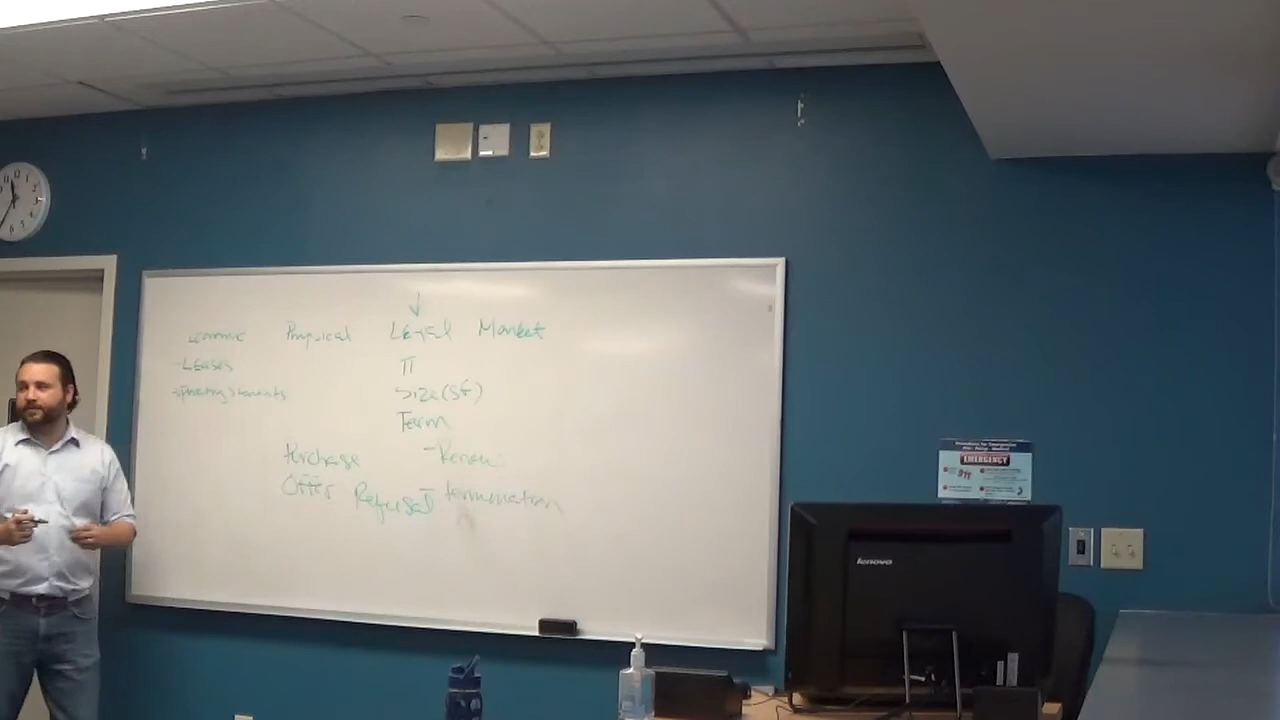 Economic Physical Legal Market
-Leases π
-Operating Statements Size(SF)
Term
Purchase -Renew
Offer Refusal Termination
EMERGENCY
lenovo